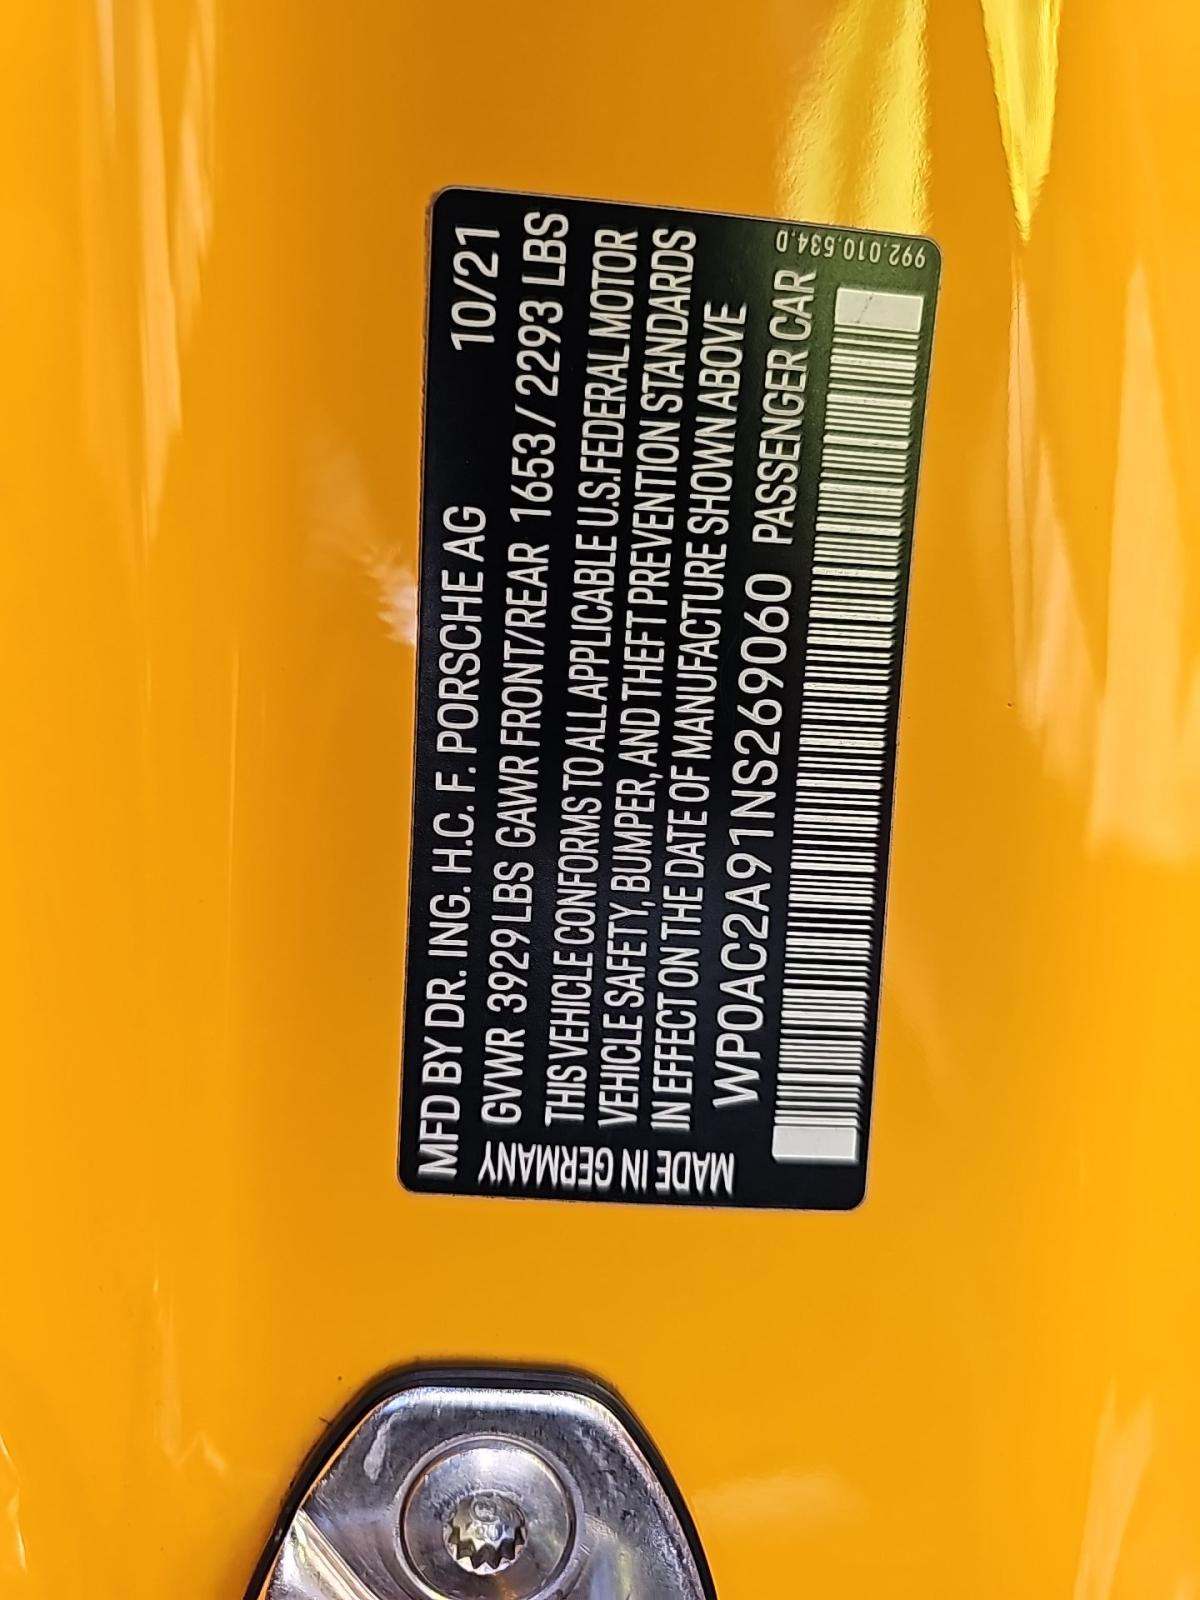 MFD BY DR. ING. H.C. F. PORSCHE AG 10/21
GVWR 3929 LBS GAWR FRONT/REAR 1653 / 2293 LBS
THIS VEHICLE CONFORMS TO ALL APPLICABLE U.S.FEDERAL MOTOR
VEHICLE SAFETY, BUMPER, AND THEFT PREVENTION STANDARDS
IN EFFECT ON THE DATE OF MANUFACTURE SHOWN ABOVE
WP0AC2A91NS269060 PASSENGER CAR
MADE IN GERMANY
992.010.534.D